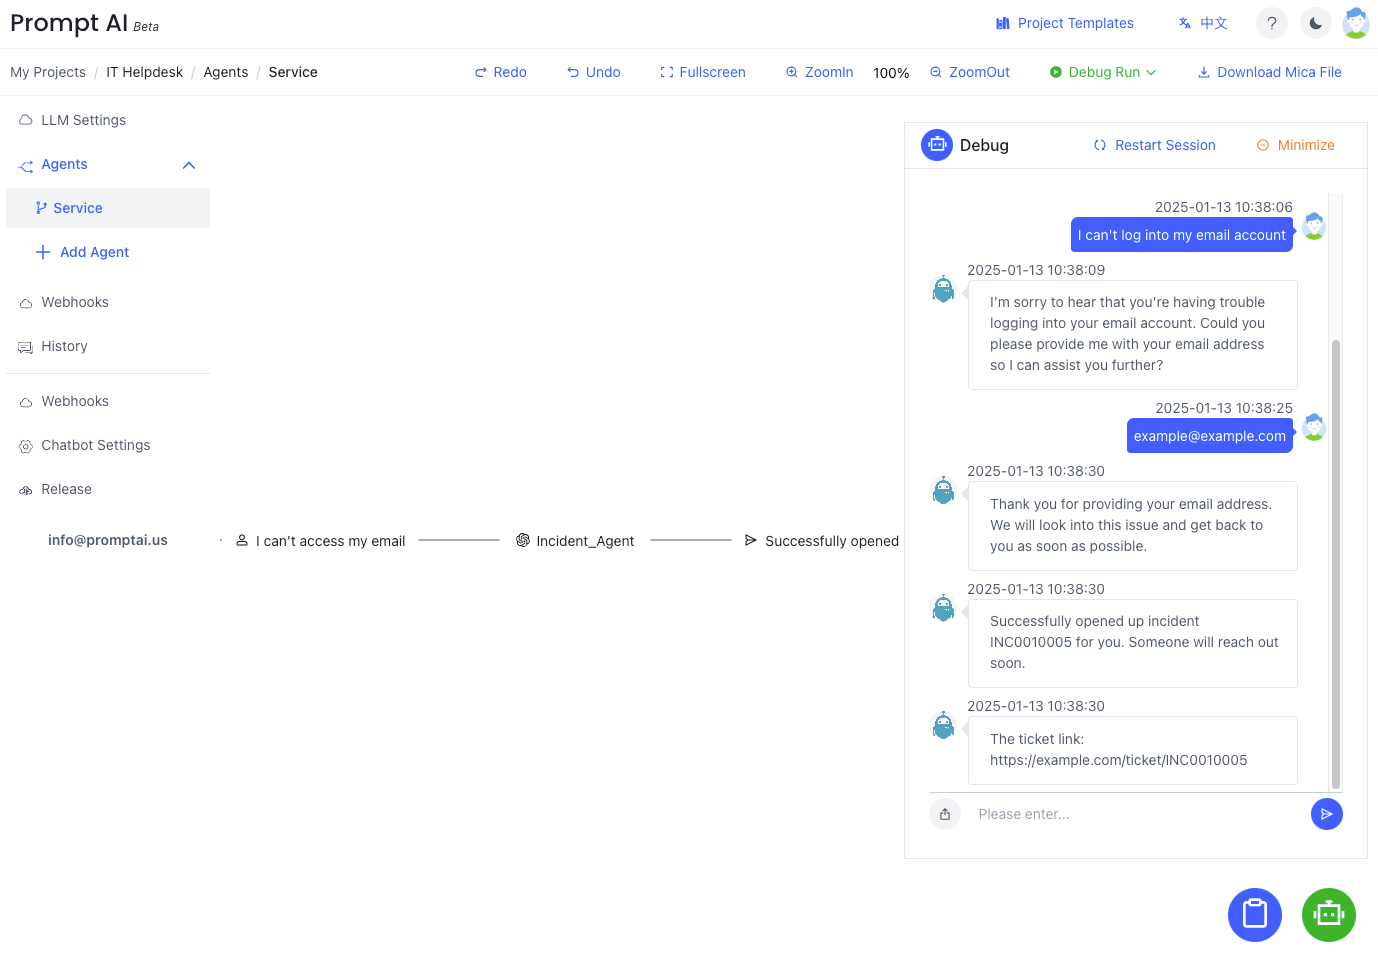 Prompt AI Beta
Project Templates
中文
?
My Projects / IT Helpdesk / Agents / Service
Redo
Undo
Fullscreen
ZoomIn
100%
ZoomOut
Debug Run
Download Mica File
LLM Settings
Agents
Service
Add Agent
Webhooks
History
Webhooks
Chatbot Settings
Release
info@promptai.us
I can't access my email
Incident_Agent
Successfully opened
Debug
Restart Session
Minimize
2025-01-13 10:38:06
I can't log into my email account
2025-01-13 10:38:09
I'm sorry to hear that you're having trouble
logging into your email account. Could you
please provide me with your email address
so I can assist you further?
2025-01-13 10:38:25
example@example.com
2025-01-13 10:38:30
Thank you for providing your email address.
We will look into this issue and get back to
you as soon as possible.
2025-01-13 10:38:30
Successfully opened up incident
INC0010005 for you. Someone will reach out
soon.
2025-01-13 10:38:30
The ticket link:
https://example.com/ticket/INC0010005
Please enter...